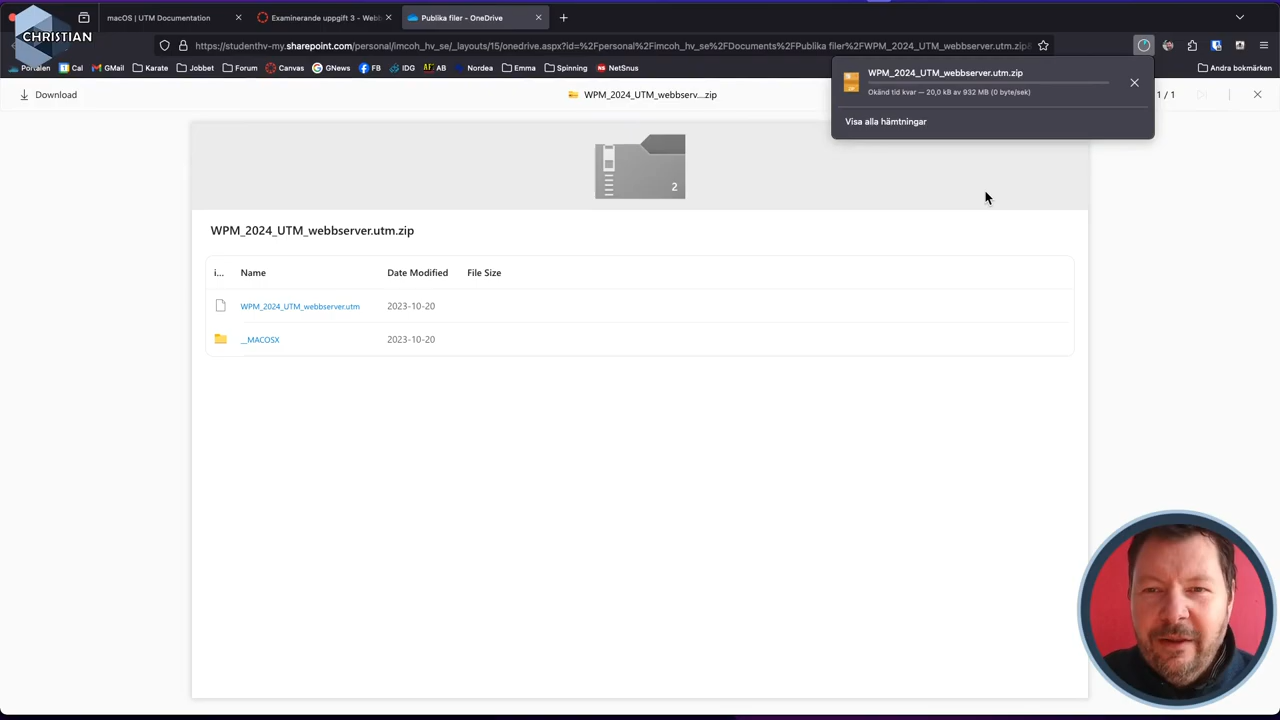 macOS | UTM Documentation
Examinerande uppgift 3 - Webb
Publika filer - OneDrive
CHRISTIAN
https://studenthv-my.sharepoint.com/personal/imcoh_hv_se/_layouts/15/onedrive.aspx?id=%2Fpersonal%2Fimcoh_hv_se%2FDocuments%2FPublika filer%2FWPM_2024_UTM_webbserver.utm.zip&
Portalen
Cal
GMail
Karate
Jobbet
Forum
Canvas
GNews
FB
IDG
AB
Nordea
Emma
Spinning
NetSnus
Andra bokmärken
WPM_2024_UTM_webbserver.utm.zip
Okänd tid kvar — 20,0 kB av 932 MB (0 byte/sek)
Visa alla hämtningar
Download
WPM_2024_UTM_webbserv...zip
1 / 1
2
WPM_2024_UTM_webbserver.utm.zip
i... Name Date Modified File Size
WPM_2024_UTM_webbserver.utm 2023-10-20
__MACOSX 2023-10-20